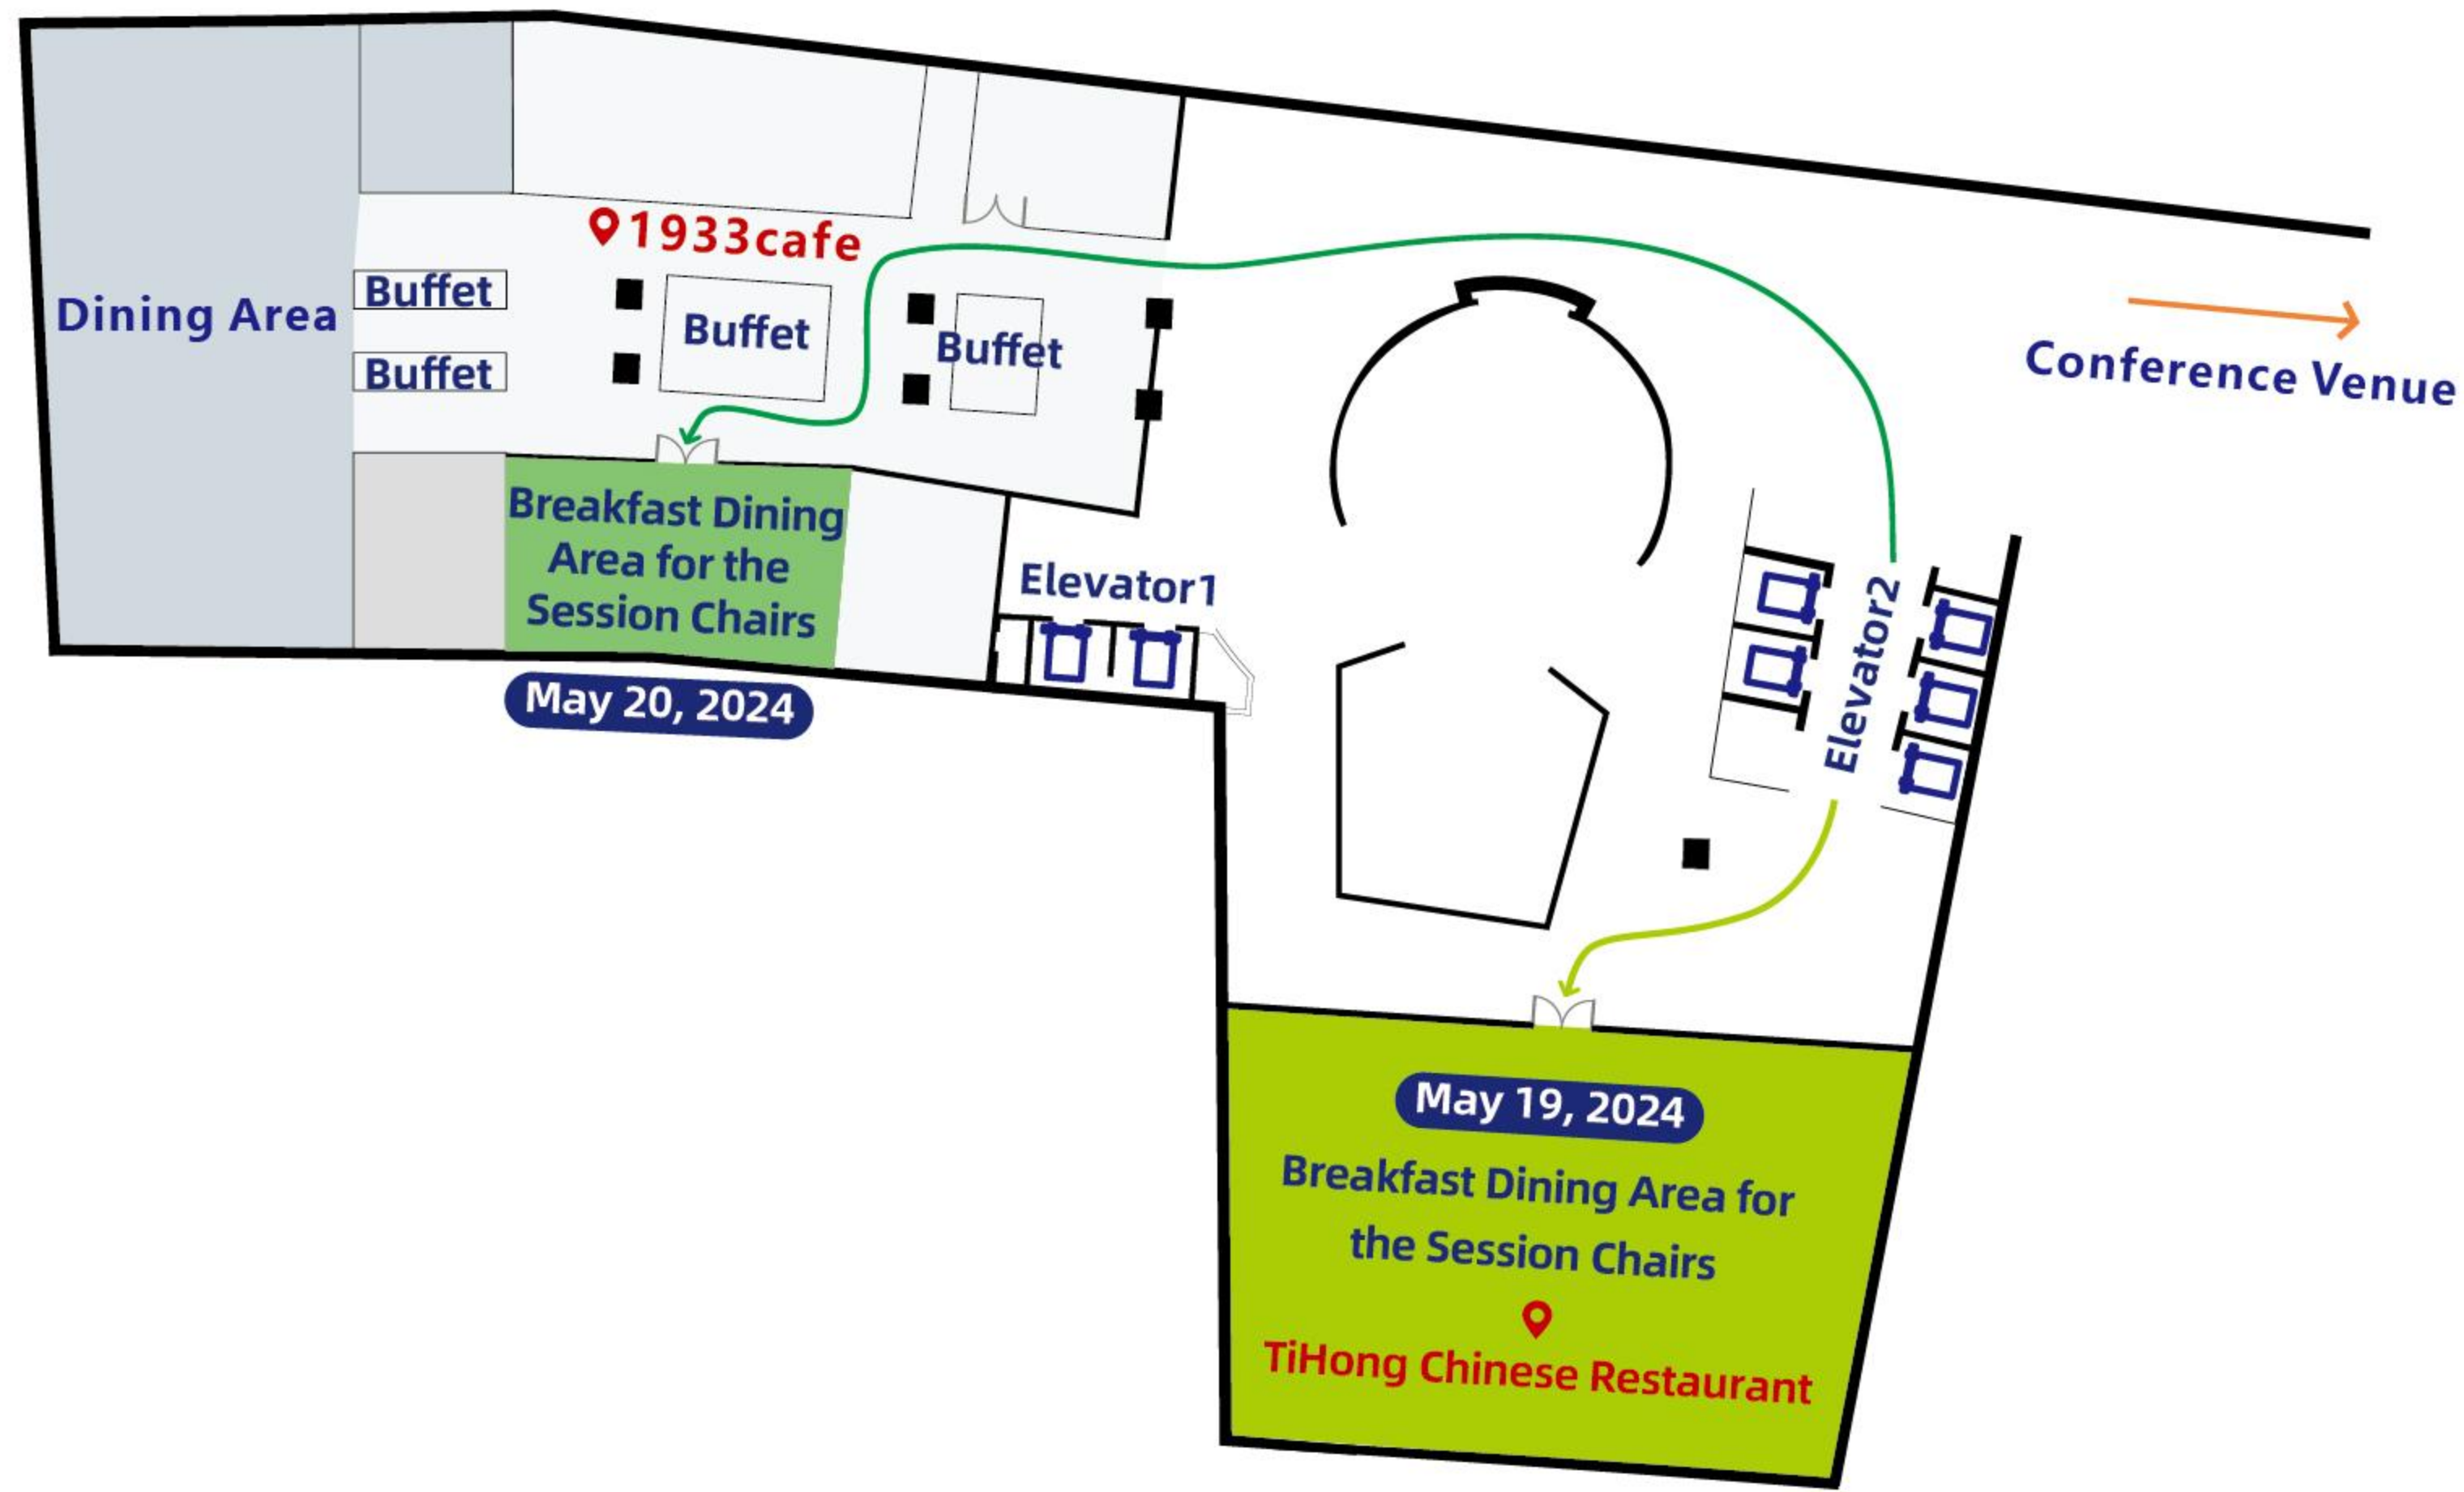 1933cafe
Dining Area
Buffet
Buffet
Buffet
Buffet
Conference Venue
Breakfast Dining
Area for the
Session Chairs
May 20, 2024
Elevator1
Elevator2
May 19, 2024
Breakfast Dining Area for
the Session Chairs
TiHong Chinese Restaurant